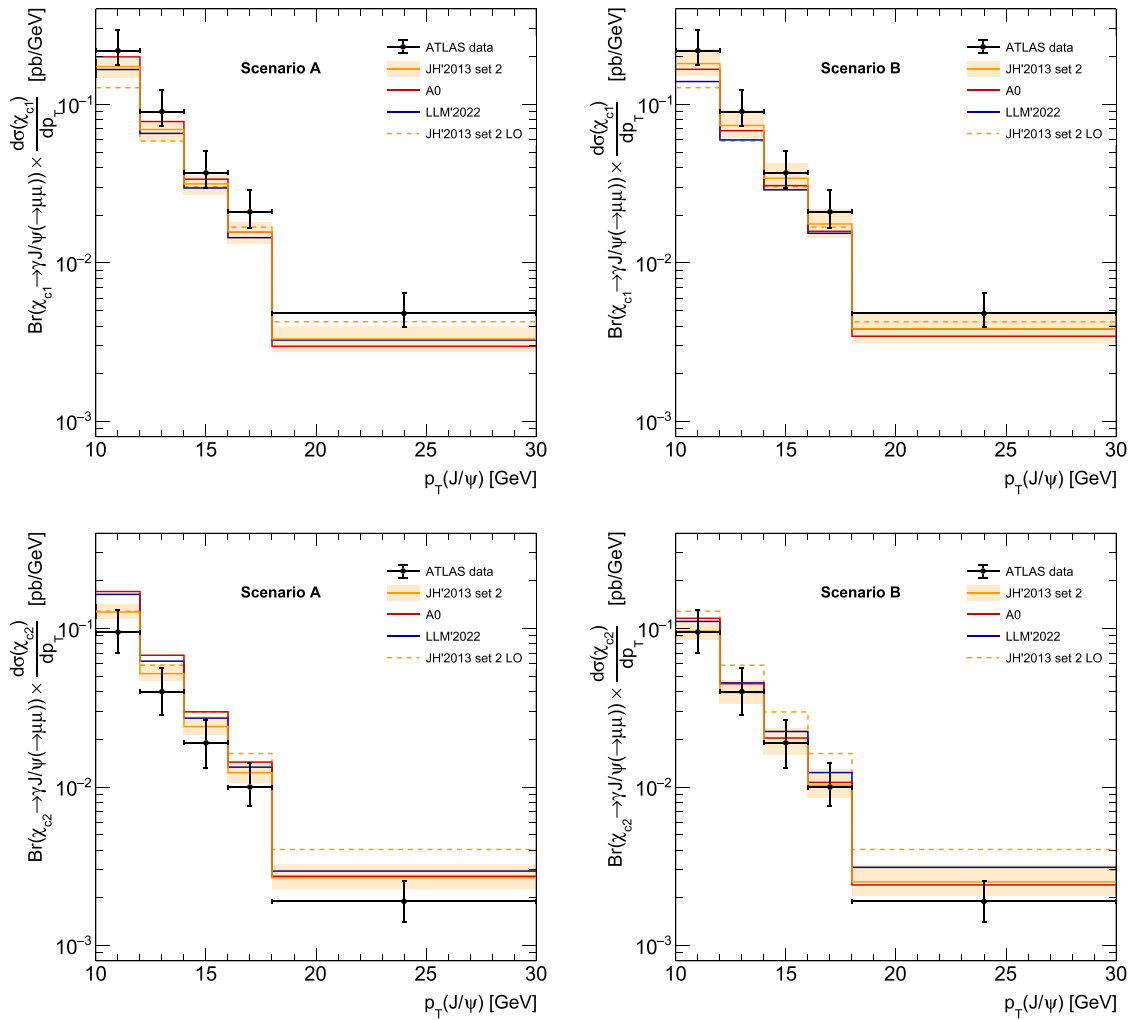 Br(χc1→γJ/ψ(→μμ)) × dσ(χc1)/dpT [pb/GeV]
10−1
10−2
10−3
Scenario A
ATLAS data
JH'2013 set 2
A0
LLM'2022
JH'2013 set 2 LO
10 15 20 25 30
pT(J/ψ) [GeV]
Br(χc1→γJ/ψ(→μμ)) × dσ(χc1)/dpT [pb/GeV]
10−1
10−2
10−3
Scenario B
ATLAS data
JH'2013 set 2
A0
LLM'2022
JH'2013 set 2 LO
10 15 20 25 30
pT(J/ψ) [GeV]
Br(χc2→γJ/ψ(→μμ)) × dσ(χc2)/dpT [pb/GeV]
10−1
10−2
10−3
Scenario A
ATLAS data
JH'2013 set 2
A0
LLM'2022
JH'2013 set 2 LO
10 15 20 25 30
pT(J/ψ) [GeV]
Br(χc2→γJ/ψ(→μμ)) × dσ(χc2)/dpT [pb/GeV]
10−1
10−2
10−3
Scenario B
ATLAS data
JH'2013 set 2
A0
LLM'2022
JH'2013 set 2 LO
10 15 20 25 30
pT(J/ψ) [GeV]